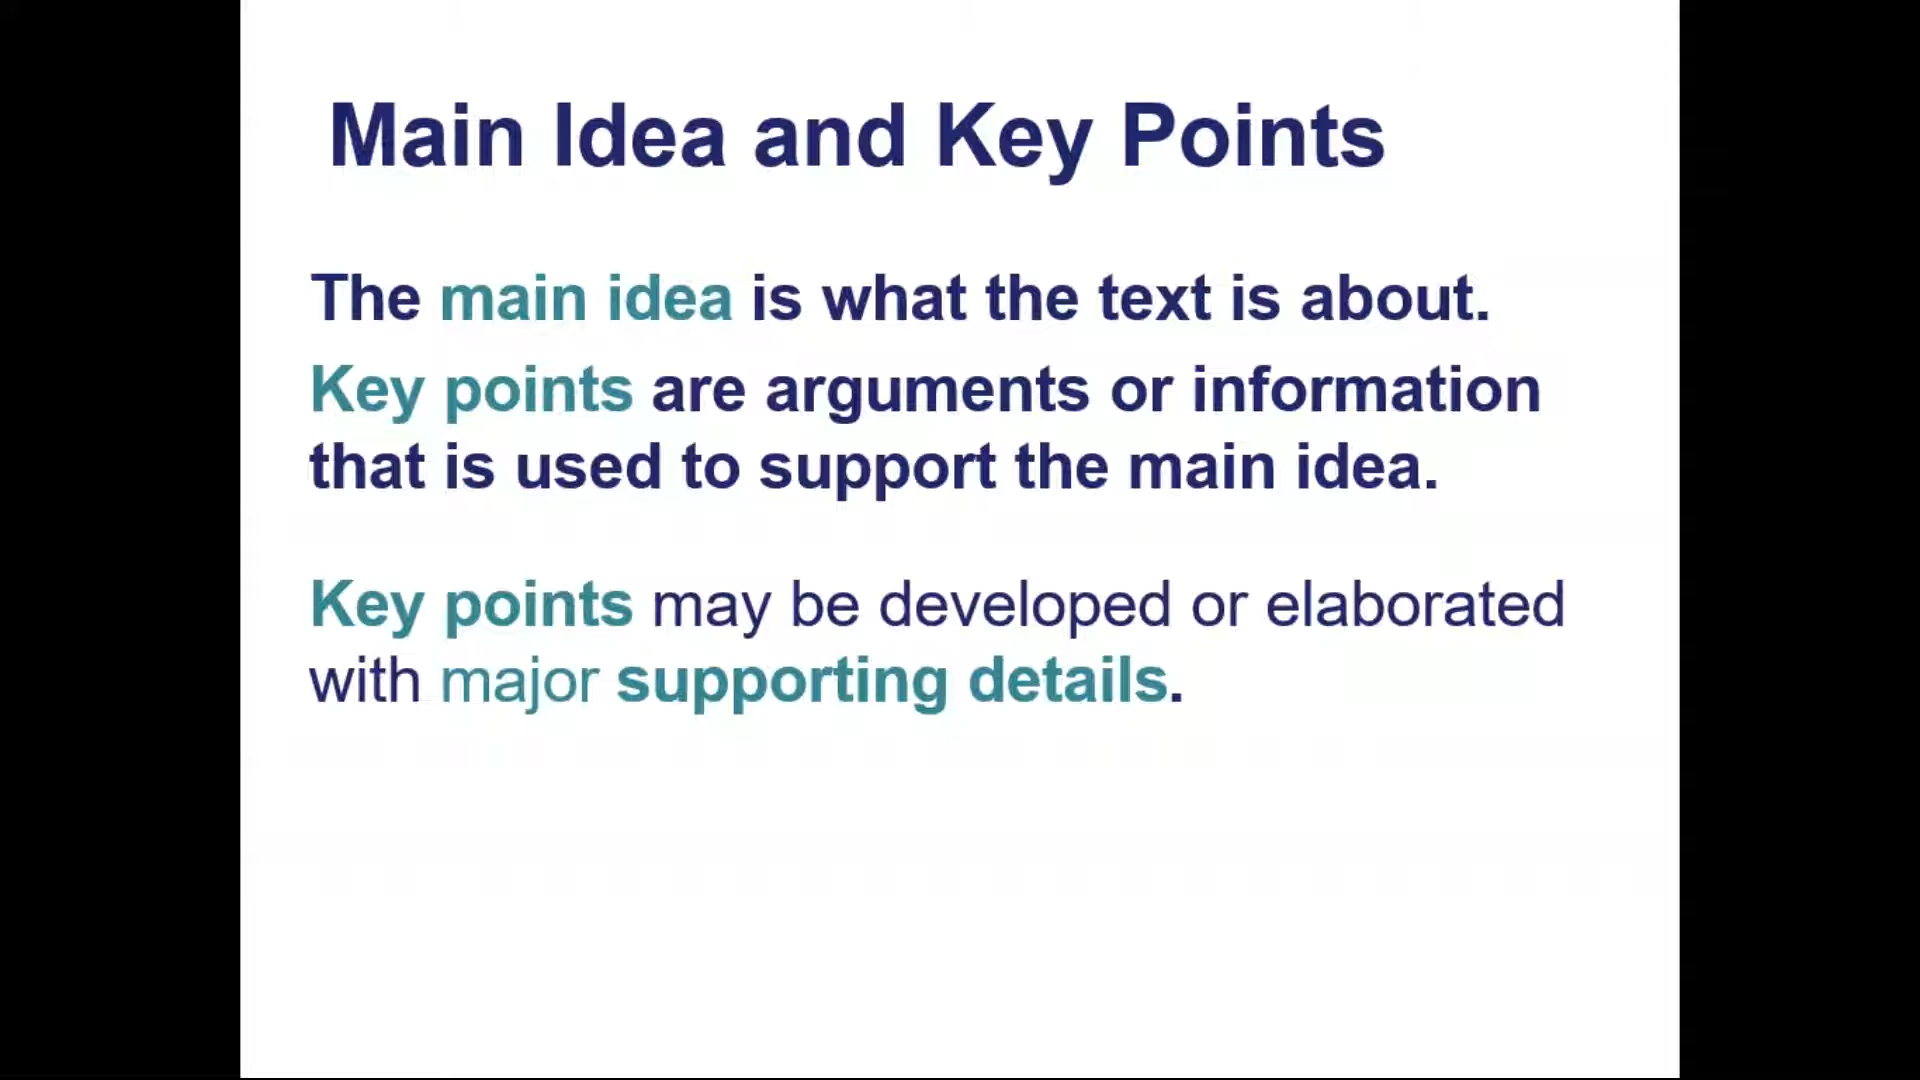 Main Idea and Key Points
The main idea is what the text is about.
Key points are arguments or information
that is used to support the main idea.
Key points may be developed or elaborated
with major supporting details.